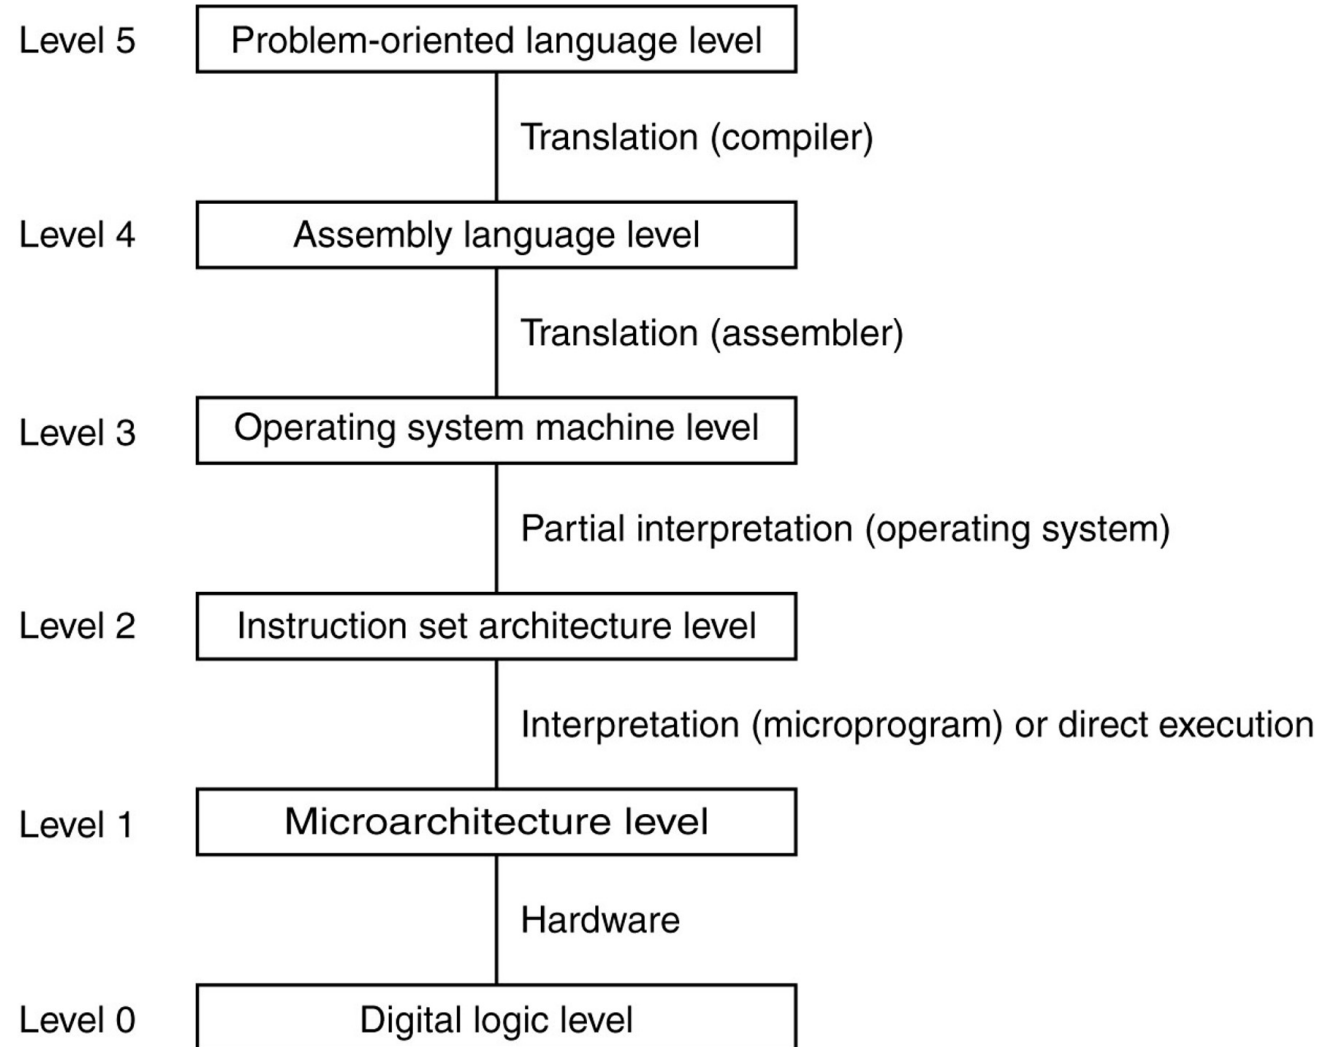 Level 5 Problem-oriented language level
Translation (compiler)
Level 4 Assembly language level
Translation (assembler)
Level 3 Operating system machine level
Partial interpretation (operating system)
Level 2 Instruction set architecture level
Interpretation (microprogram) or direct execution
Level 1 Microarchitecture level
Hardware
Level 0 Digital logic level